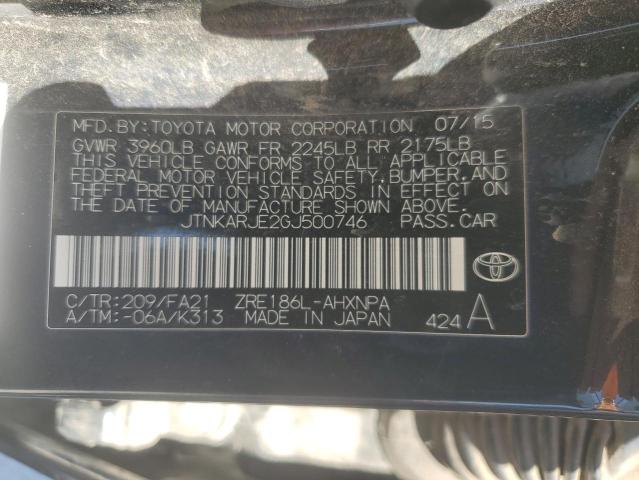 MFD.BY:TOYOTA MOTOR CORPORATION 07/15
GVWR 3960LB GAWR FR 2245LB RR 2175LB
THIS VEHICLE CONFORMS TO ALL APPLICABLE
FEDERAL MOTOR VEHICLE SAFETY,BUMPER,AND
THEFT PREVENTION STANDARDS IN EFFECT
ON THE DATE OF MANUFACTURE SHOWN ABOVE.
JTNKARJE2GJ500746 PASS.CAR
C/TR:209/FA21 ZRE186L-AHXNPA
A/TM:-06A/K313 MADE IN JAPAN 424 A